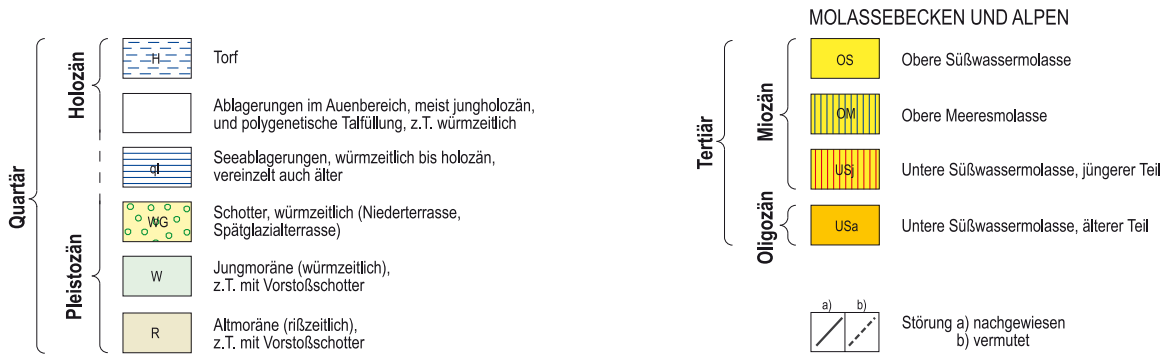 Quartär
Holozän
Pleistozän
H
Torf
Ablagerungen im Auenbereich, meist jungholozän,
und polygenetische Talfüllung, z.T. würmzeitlich
ql
Seeablagerungen, würmzeitlich bis holozän,
vereinzelt auch älter
WG
Schotter, würmzeitlich (Niederterrasse,
Spätglazialterrasse)
W
Jungmoräne (würmzeitlich),
z.T. mit Vorstoßschotter
R
Altmoräne (rißzeitlich),
z.T. mit Vorstoßschotter
MOLASSEBECKEN UND ALPEN
Tertiär
Miozän
Oligozän
OS
Obere Süßwassermolasse
OM
Obere Meeresmolasse
USj
Untere Süßwassermolasse, jüngerer Teil
USa
Untere Süßwassermolasse, älterer Teil
a) b)
Störung a) nachgewiesen
b) vermutet